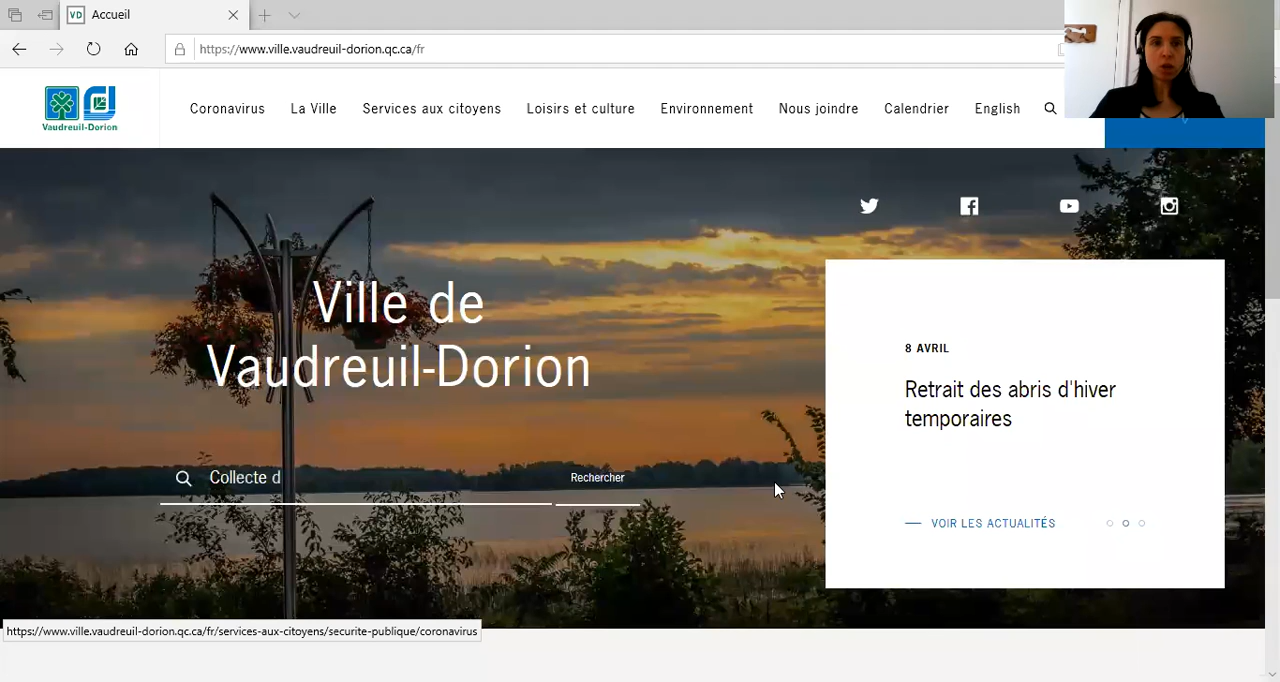 VD Accueil
https://www.ville.vaudreuil-dorion.qc.ca/fr
Vaudreuil-Dorion
Coronavirus La Ville Services aux citoyens Loisirs et culture Environnement Nous joindre Calendrier English
Ville de
Vaudreuil-Dorion
Collecte d Rechercher
8 AVRIL
Retrait des abris d'hiver
temporaires
VOIR LES ACTUALITÉS
https://www.ville.vaudreuil-dorion.qc.ca/fr/services-aux-citoyens/securite-publique/coronavirus